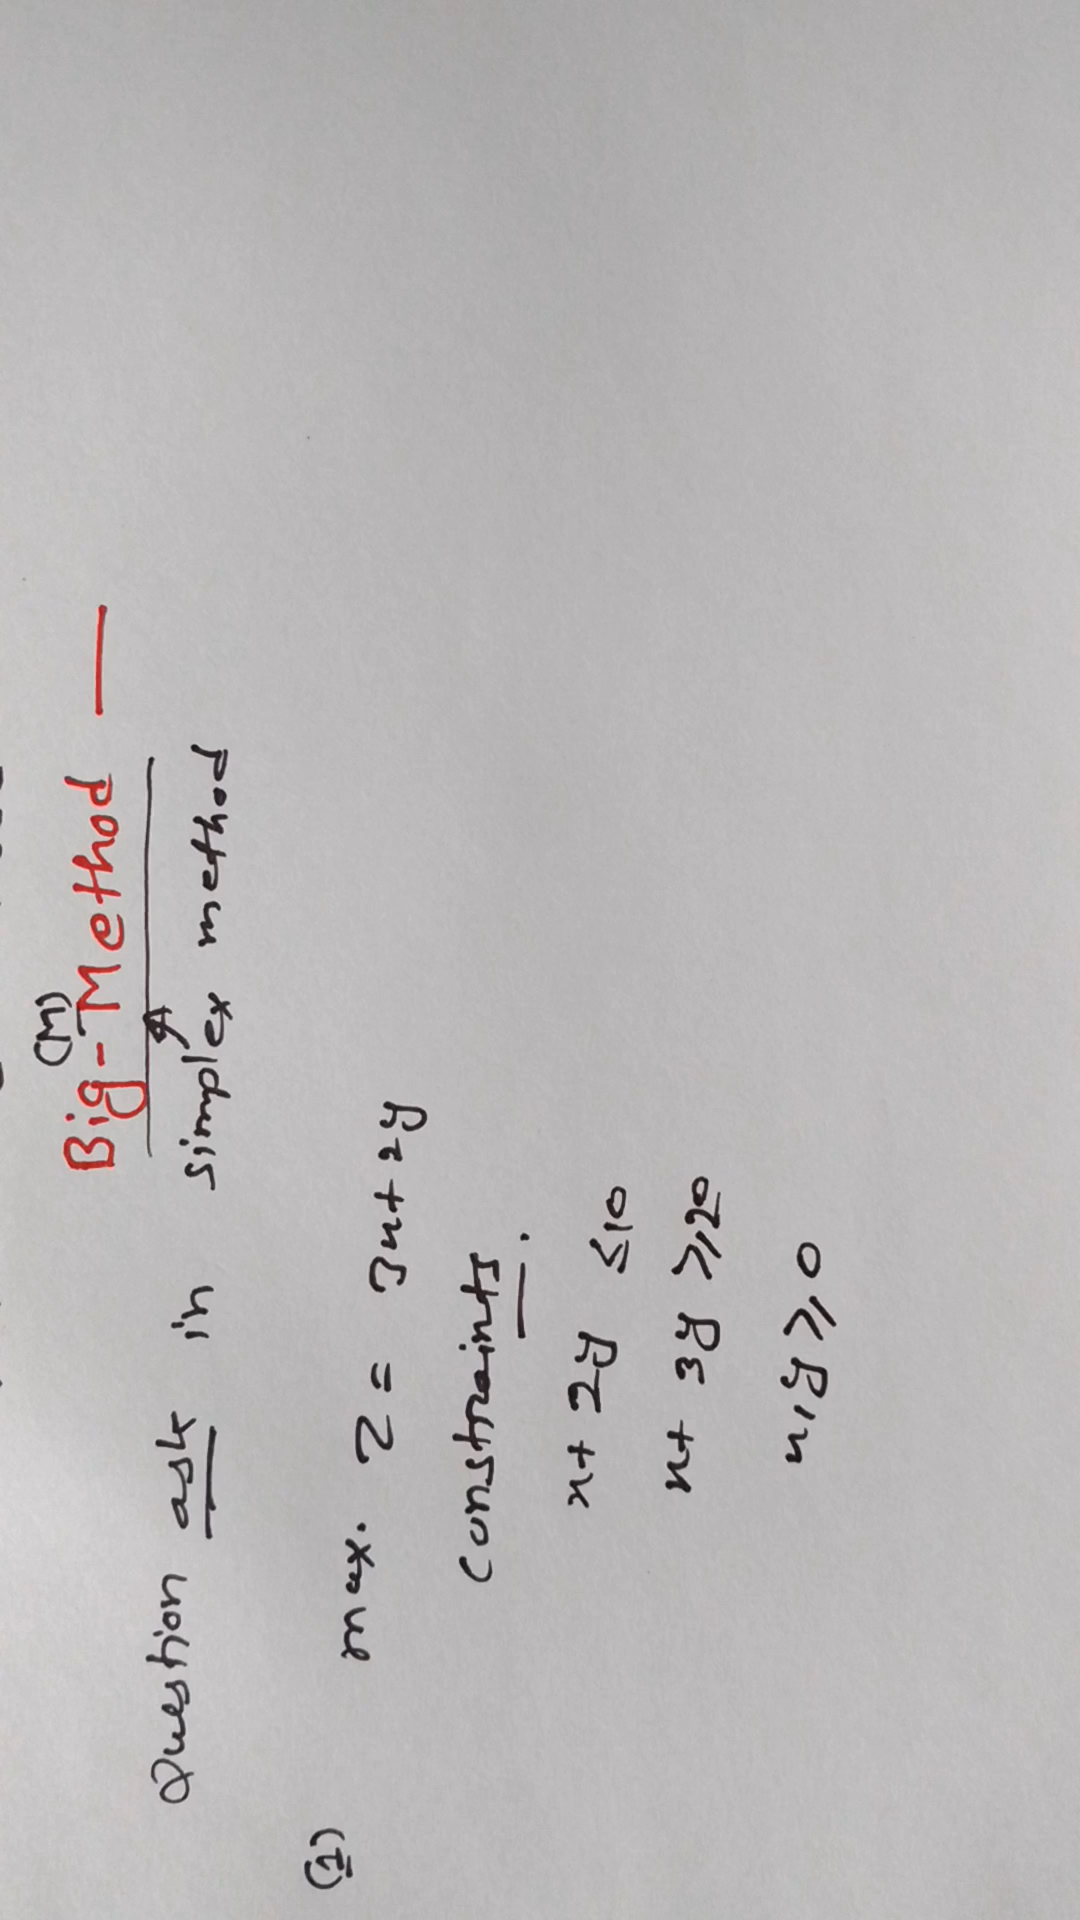 (M)
Big-Method —
Question ask in simplex method
(1) max. Z = 3x+2y
constraints.
x+2y ≤10
x+3y ≥20
x,y ≥0